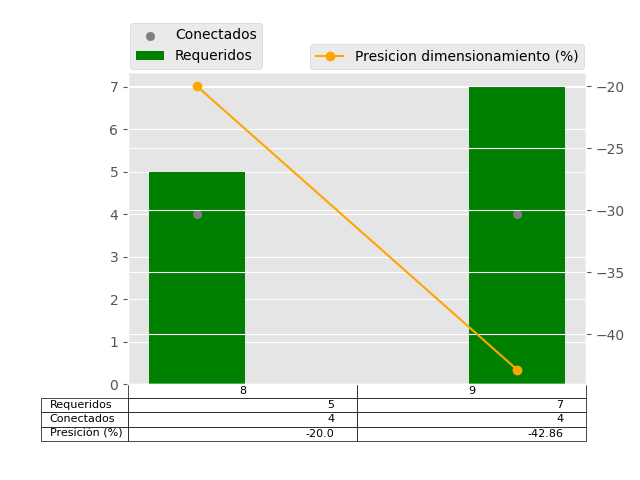 Conectados
Requeridos
Presicion dimensionamiento (%)
7
6
5
4
3
2
1
0
−20
−25
−30
−35
−40
8 9
Requeridos 5 7
Conectados 4 4
Presición (%) -20.0 -42.86